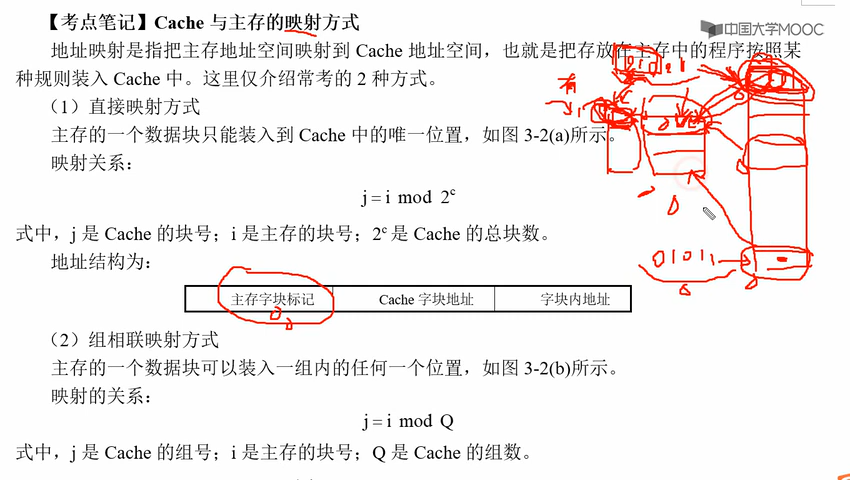 【考点笔记】Cache 与主存的映射方式
中国大学MOOC
地址映射是指把主存地址空间映射到 Cache 地址空间，也就是把存放在主存中的程序按照某
种规则装入 Cache 中。这里仅介绍常考的 2 种方式。
（1）直接映射方式
主存的一个数据块只能装入到 Cache 中的唯一位置，如图 3-2(a)所示。
映射关系：
j = i mod 2ᶜ
式中，j 是 Cache 的块号；i 是主存的块号；2ᶜ 是 Cache 的总块数。
01011
地址结构为：
主存字块标记 Cache 字块地址 字块内地址
（2）组相联映射方式
主存的一个数据块可以装入一组内的任何一个位置，如图 3-2(b)所示。
映射的关系：
j = i mod Q
式中，j 是 Cache 的组号；i 是主存的块号；Q 是 Cache 的组数。